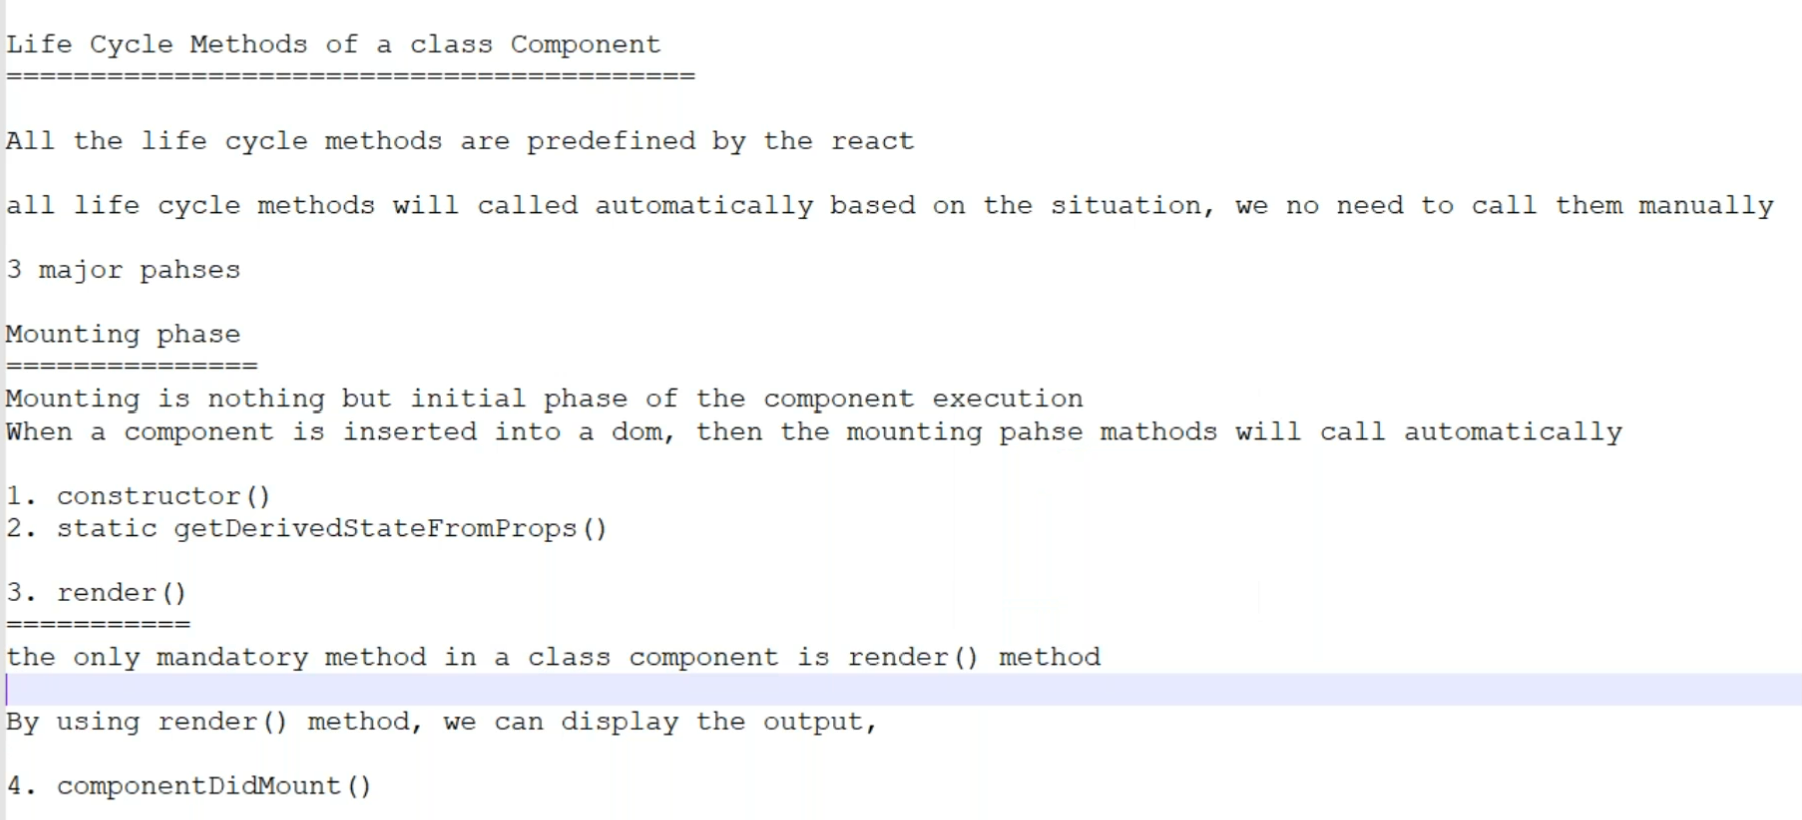 Life Cycle Methods of a class Component
=========================================
All the life cycle methods are predefined by the react
all life cycle methods will called automatically based on the situation, we no need to call them manually
3 major pahses
Mounting phase
===============
Mounting is nothing but initial phase of the component execution
When a component is inserted into a dom, then the mounting pahse mathods will call automatically
1. constructor()
2. static getDerivedStateFromProps()
3. render()
===========
the only mandatory method in a class component is render() method
By using render() method, we can display the output,
4. componentDidMount()